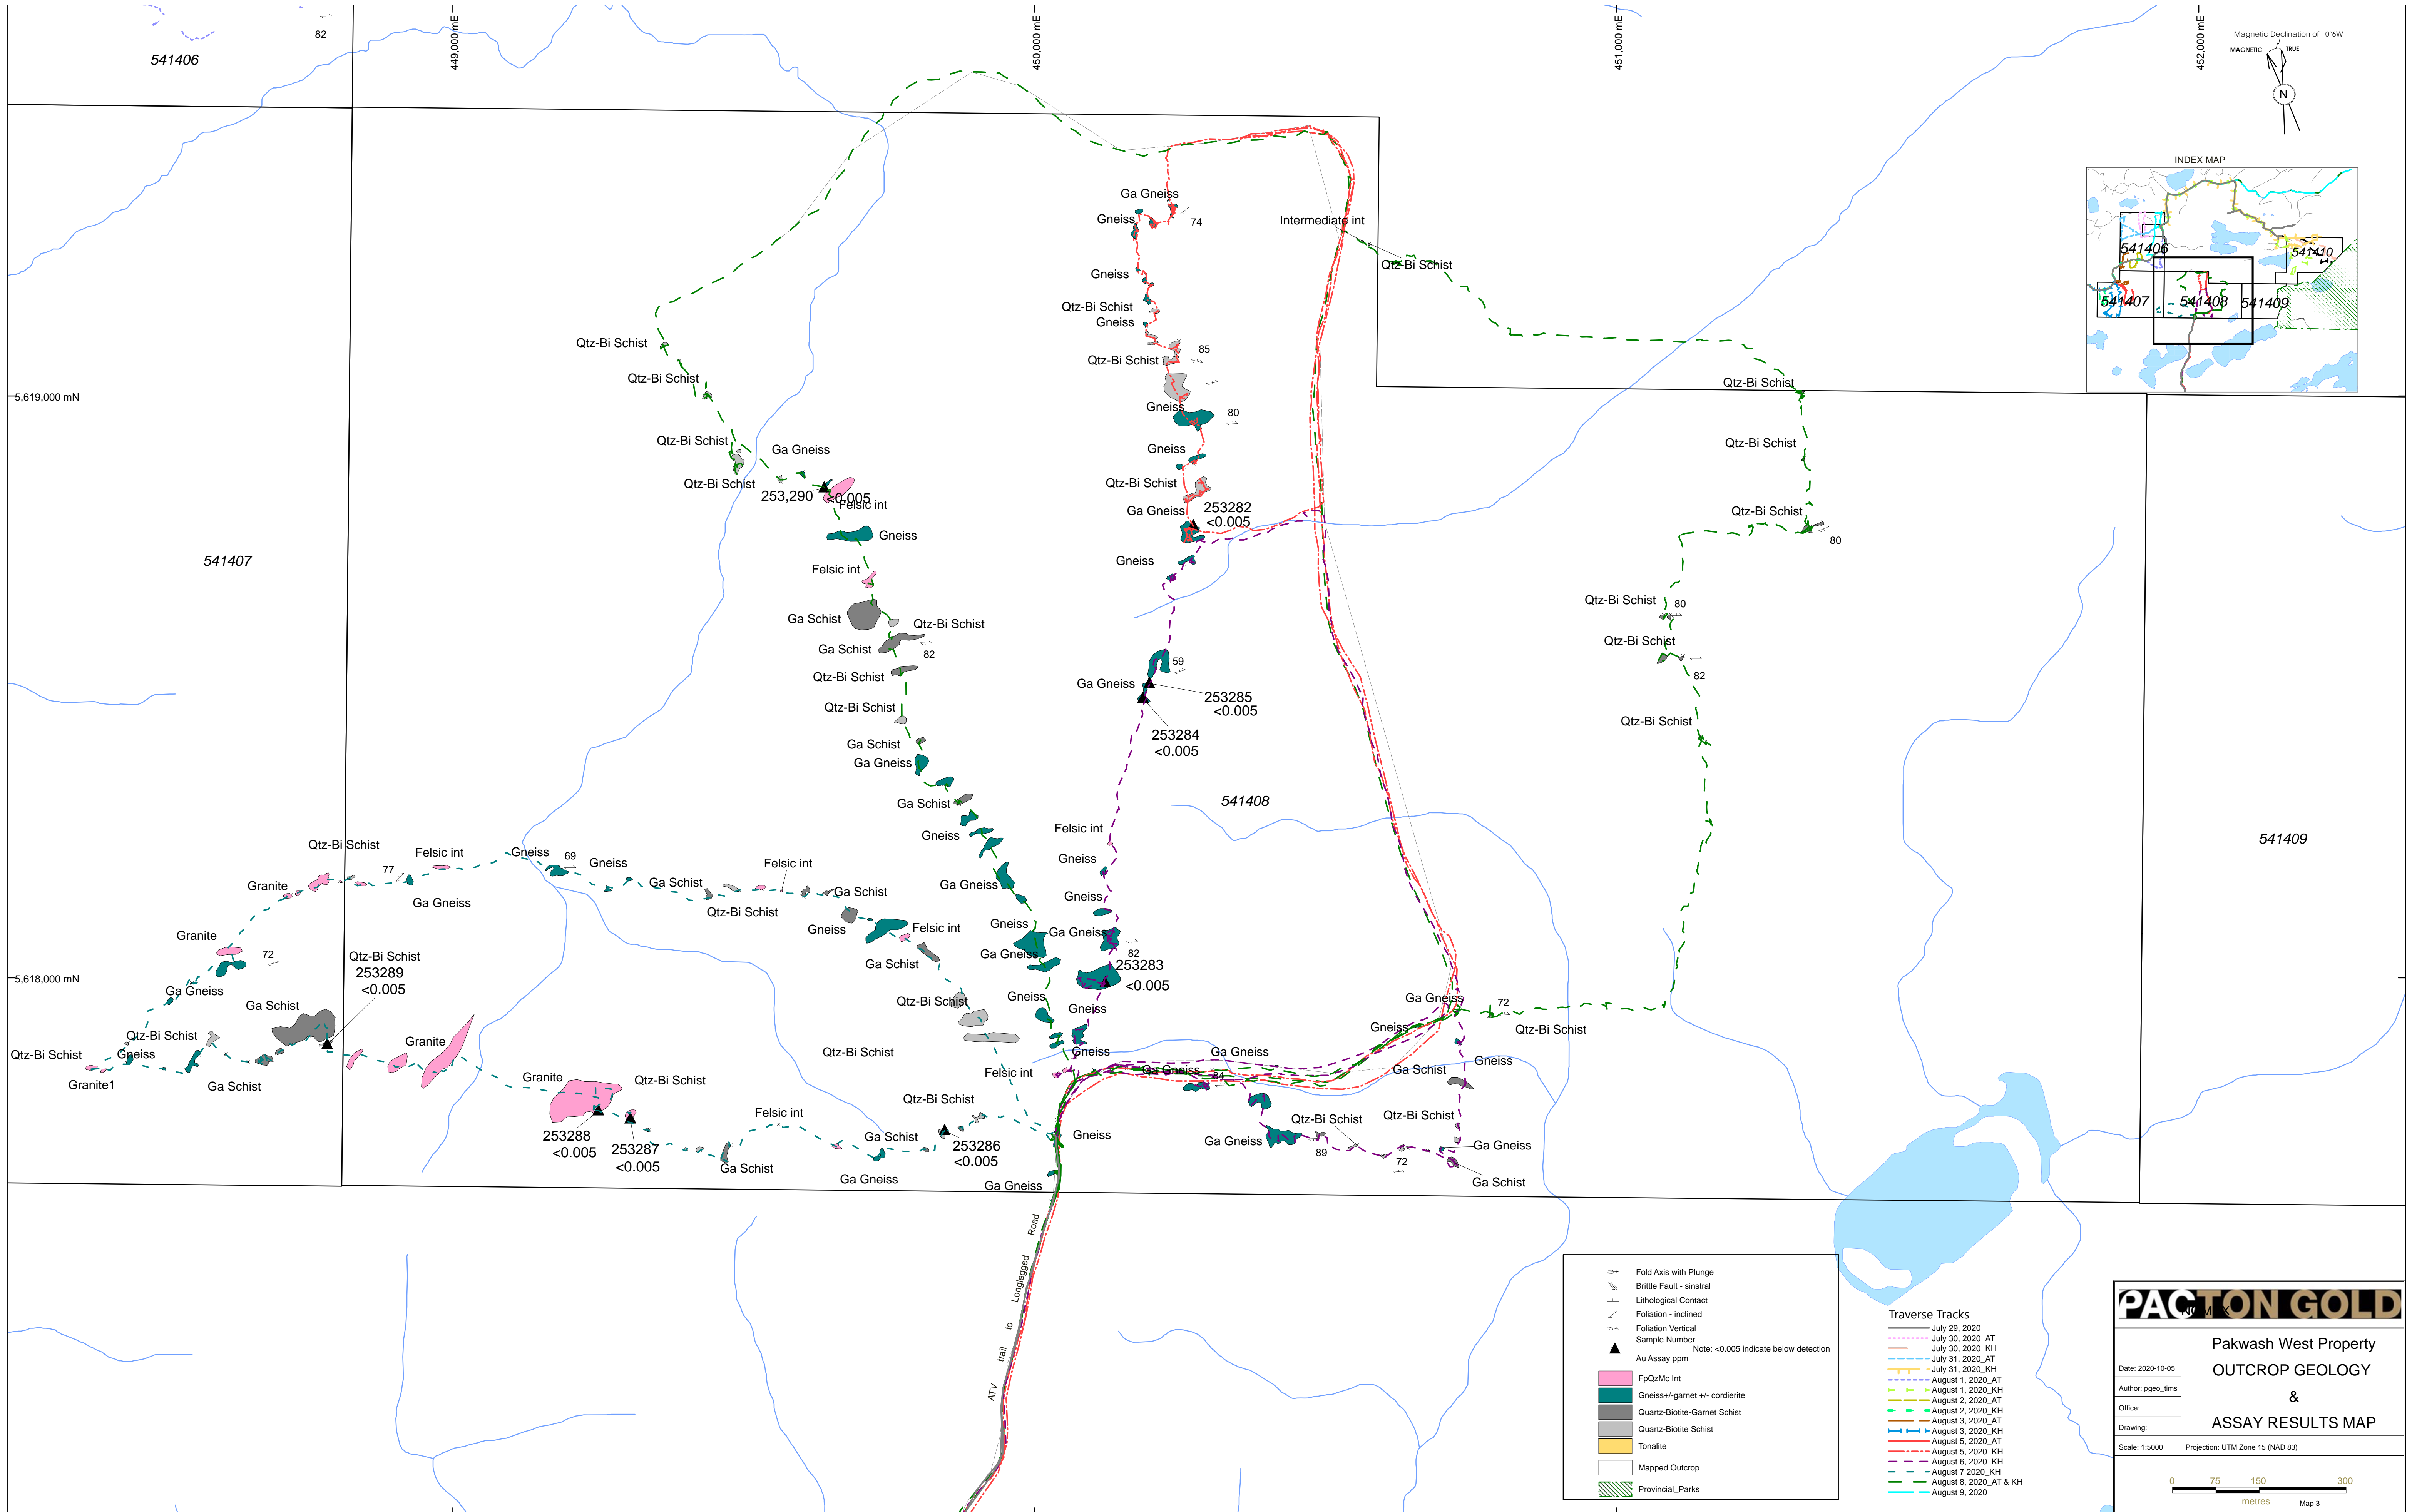 449,000 mE
450,000 mE
451,000 mE
452,000 mE
82
541406
Magnetic Declination of 0°6W
MAGNETIC
TRUE
N
INDEX MAP
541406
541410
541407
541408
541409
Ga Gneiss
Gneiss
74
Intermediate int
Qtz-Bi Schist
Gneiss
Qtz-Bi Schist
Gneiss
Qtz-Bi Schist
85
Qtz-Bi Schist
Qtz-Bi Schist
Qtz-Bi Schist
5,619,000 mN
Gneiss
80
Qtz-Bi Schist
Ga Gneiss
Gneiss
Qtz-Bi Schist
Qtz-Bi Schist
Qtz-Bi Schist
253,290
<0.005
Felsic int
Ga Gneiss
253282
<0.005
Qtz-Bi Schist
80
Gneiss
541407
Gneiss
Felsic int
Qtz-Bi Schist
80
Ga Schist
Qtz-Bi Schist
Ga Schist
82
Qtz-Bi Schist
82
59
Qtz-Bi Schist
Ga Gneiss
253285
<0.005
Qtz-Bi Schist
253284
<0.005
Qtz-Bi Schist
Ga Schist
Ga Gneiss
Ga Schist
541408
Gneiss
Felsic int
541409
Qtz-Bi Schist
Felsic int
Gneiss
69
Gneiss
Felsic int
Gneiss
77
Granite
Ga Gneiss
Ga Schist
Ga Schist
Qtz-Bi Schist
Ga Gneiss
Gneiss
Granite
72
Gneiss
Felsic int
Gneiss
Ga Gneiss
82
Qtz-Bi Schist
253289
<0.005
Ga Schist
Ga Gneiss
253283
<0.005
5,618,000 mN
Ga Gneiss
Ga Schist
Qtz-Bi Schist
Gneiss
Gneiss
Ga Gneiss
72
Gneiss
Qtz-Bi Schist
Qtz-Bi Schist
Granite
Qtz-Bi Schist
Gneiss
Qtz-Bi Schist
Gneiss
Ga Gneiss
Gneiss
Granite1
Ga Schist
Granite
Qtz-Bi Schist
Felsic int
Ga Gneiss
84
Ga Schist
Qtz-Bi Schist
Felsic int
Qtz-Bi Schist
Qtz-Bi Schist
253288
<0.005
253287
<0.005
Ga Schist
253286
<0.005
Gneiss
Ga Gneiss
89
72
Ga Gneiss
Ga Schist
Ga Schist
Ga Gneiss
Ga Gneiss
ATV trail to Longlegged Road
Fold Axis with Plunge
Brittle Fault - sinstral
Lithological Contact
Foliation - inclined
Foliation Vertical
Sample Number
Note: <0.005 indicate below detection
Au Assay ppm
FpQzMc Int
Gneiss+/-garnet +/- cordierite
Quartz-Biotite-Garnet Schist
Quartz-Biotite Schist
Tonalite
Mapped Outcrop
Provincial_Parks
Traverse Tracks
July 29, 2020
July 30, 2020_AT
July 30, 2020_KH
July 31, 2020_AT
July 31, 2020_KH
August 1, 2020_AT
August 1, 2020_KH
August 2, 2020_AT
August 2, 2020_KH
August 3, 2020_AT
August 3, 2020_KH
August 5, 2020_AT
August 5, 2020_KH
August 6, 2020_KH
August 7 2020_KH
August 8, 2020_AT & KH
August 9, 2020
PACTON GOLD
Pakwash West Property
OUTCROP GEOLOGY
&
ASSAY RESULTS MAP
Date: 2020-10-05
Author: pgeo_tims
Office:
Drawing:
Scale: 1:5000
Projection: UTM Zone 15 (NAD 83)
0 75 150 300
metres
Map 3